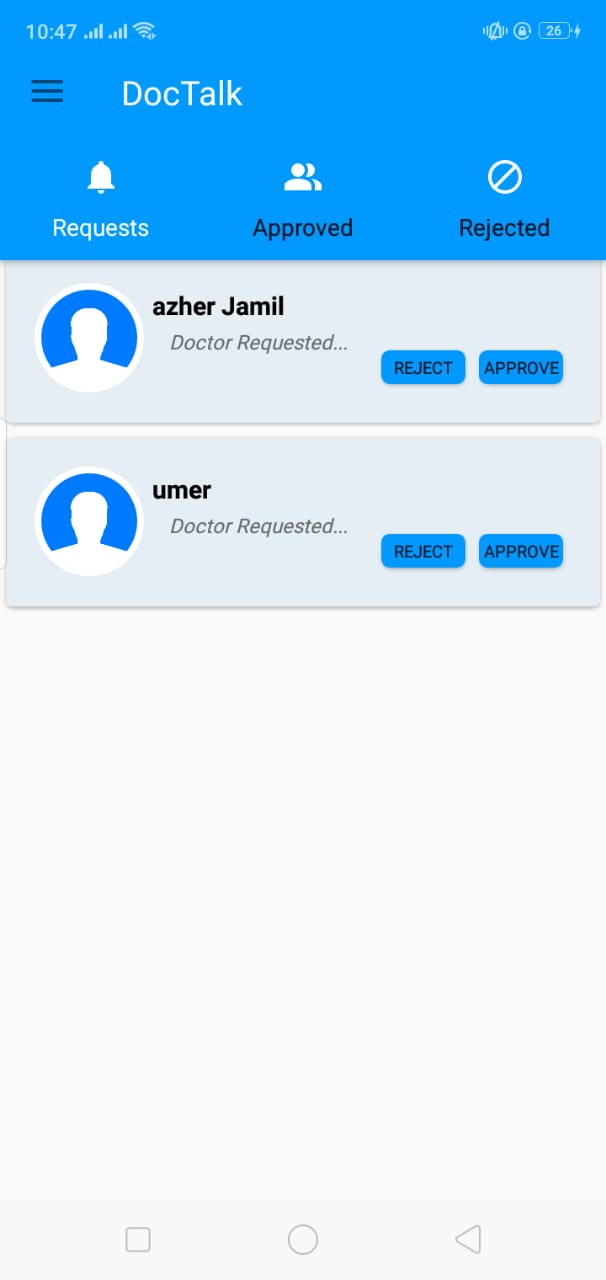 10:47 26
DocTalk
Requests Approved Rejected
azher Jamil
Doctor Requested...
REJECT APPROVE
umer
Doctor Requested...
REJECT APPROVE